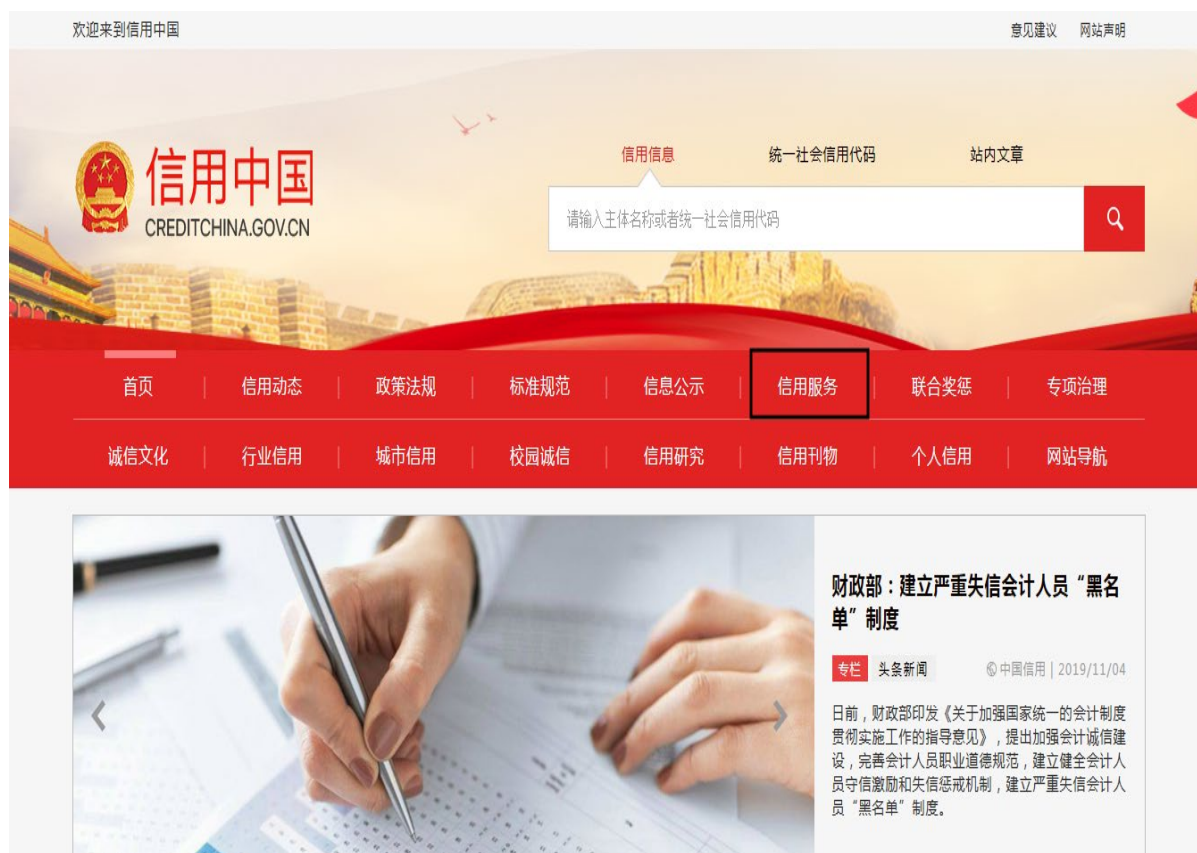 欢迎来到信用中国
意见建议 网站声明
信用中国
CREDITCHINA.GOV.CN
信用信息 统一社会信用代码 站内文章
请输入主体名称或者统一社会信用代码
首页 信用动态 政策法规 标准规范 信息公示 信用服务 联合奖惩 专项治理
诚信文化 行业信用 城市信用 校园诚信 信用研究 信用刊物 个人信用 网站导航
财政部：建立严重失信会计人员“黑名
单”制度
专栏 头条新闻 中国信用 | 2019/11/04
日前，财政部印发《关于加强国家统一的会计制度
贯彻实施工作的指导意见》，提出加强会计诚信建
设，完善会计人员职业道德规范，建立健全会计人
员守信激励和失信惩戒机制，建立严重失信会计人
员“黑名单”制度。